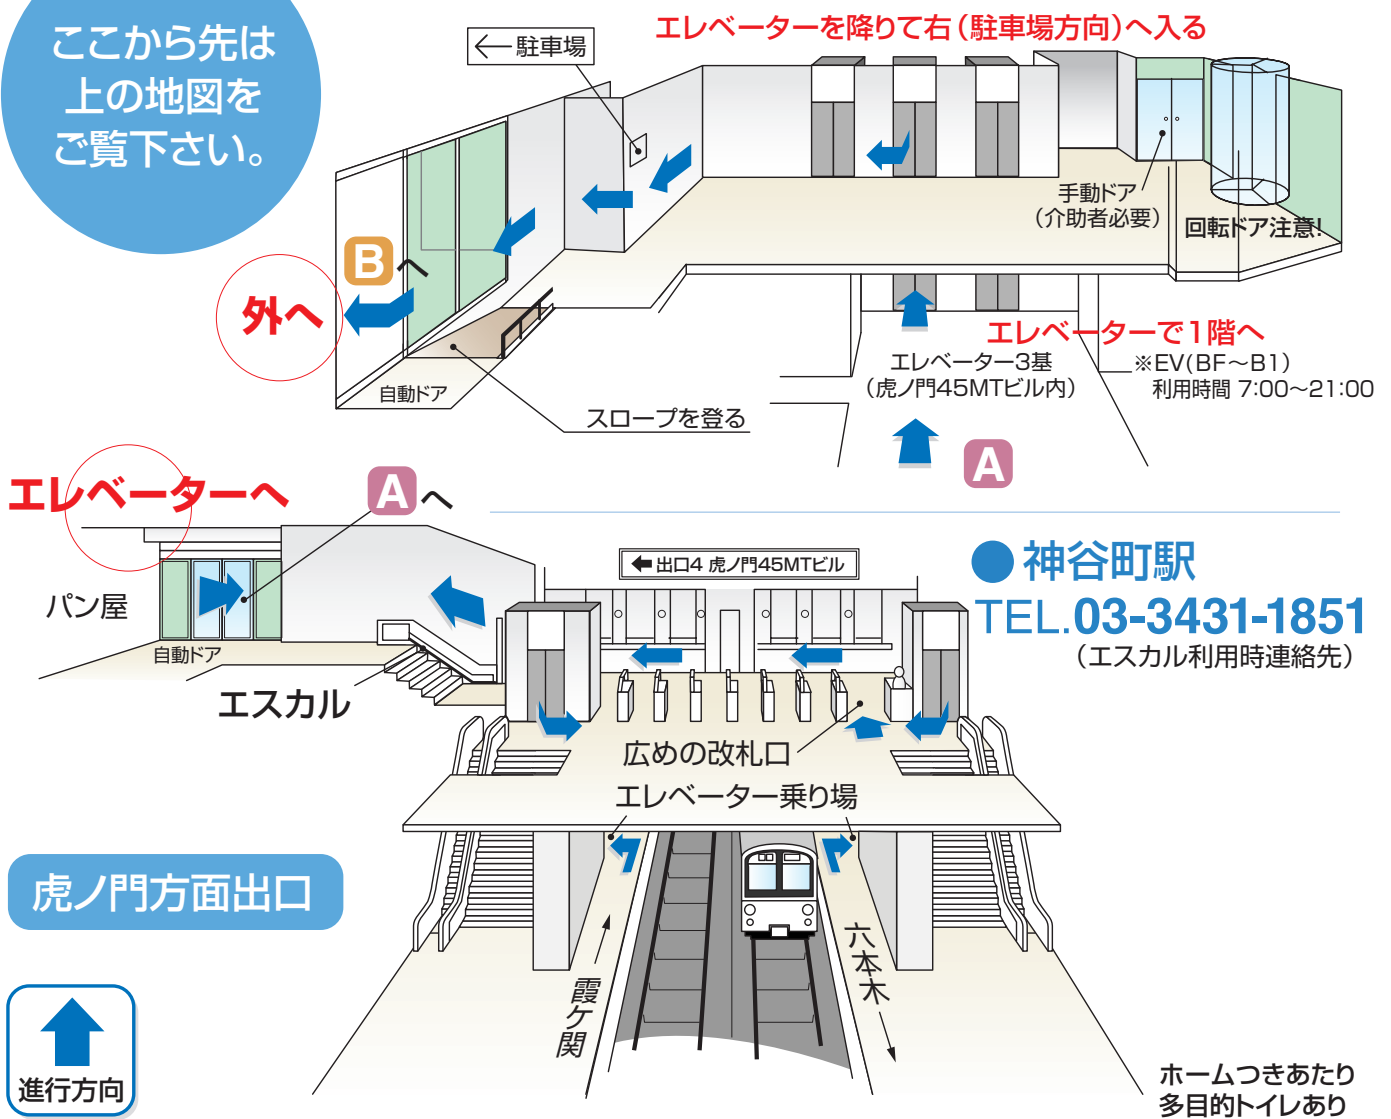 ここから先は
上の地図を
ご覧下さい。
エレベーターを降りて右(駐車場方向)へ入る
←駐車場
手動ドア
(介助者必要)
回転ドア注意!
Bへ
外へ
エレベーターで1階へ
エレベーター3基
(虎ノ門45MTビル内)
※EV(BF~B1)
利用時間 7:00~21:00
自動ドア
スロープを登る
A
エレベーターへ
Aへ
出口4 虎ノ門45MTビル
●神谷町駅
TEL.03-3431-1851
(エスカル利用時連絡先)
パン屋
自動ドア
エスカル
広めの改札口
エレベーター乗り場
虎ノ門方面出口
霞ケ関
六本木
進行方向
ホームつきあたり
多目的トイレあり